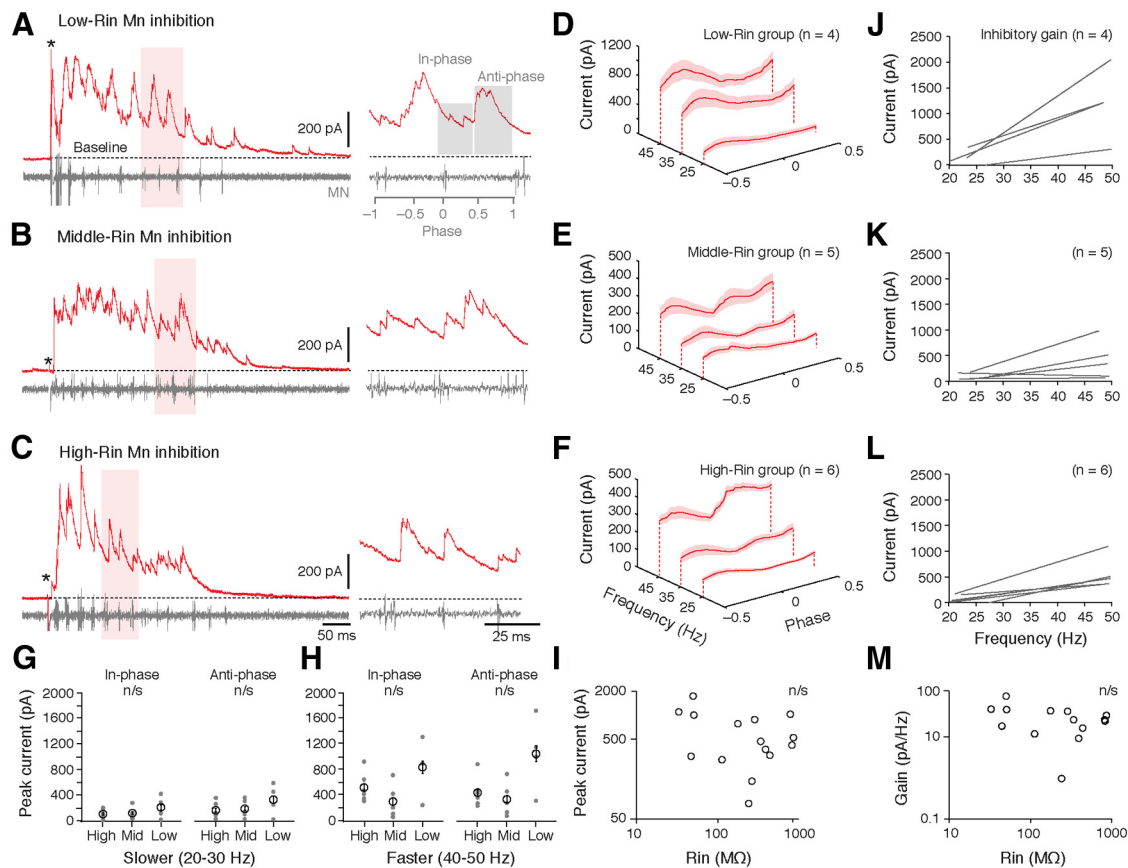 A
Low-Rin Mn inhibition
*
200 pA
Baseline
MN
In-phase
Anti-phase
−1
−0.5
0
0.5
1
Phase
B
Middle-Rin Mn inhibition
*
200 pA
C
High-Rin Mn inhibition
*
200 pA
50 ms
25 ms
D
Low-Rin group (n = 4)
Current (pA)
1200
800
400
0
45
35
25
−0.5
0
0.5
E
Middle-Rin group (n = 5)
Current (pA)
500
400
300
200
100
0
45
35
25
−0.5
0
0.5
F
High-Rin group (n = 6)
Current (pA)
500
400
300
200
100
0
45
35
25
−0.5
0
0.5
Frequency (Hz)
Phase
J
Inhibitory gain (n = 4)
Current (pA)
2500
2000
1500
1000
500
0
20 25 30 35 40 45 50
K
(n = 5)
Current (pA)
2500
2000
1500
1000
500
0
20 25 30 35 40 45 50
L
(n = 6)
Current (pA)
2500
2000
1500
1000
500
0
20 25 30 35 40 45 50
Frequency (Hz)
G
In-phase
n/s
Anti-phase
n/s
Peak current (pA)
2000
1600
1200
800
400
0
High Mid Low
High Mid Low
Slower (20-30 Hz)
H
In-phase
n/s
Anti-phase
n/s
2000
1600
1200
800
400
0
High Mid Low
High Mid Low
Faster (40-50 Hz)
I
n/s
Peak current (pA)
2000
500
50
10 100 1000
Rin (MΩ)
M
n/s
Gain (pA/Hz)
100
10
0.1
10 100 1000
Rin (MΩ)